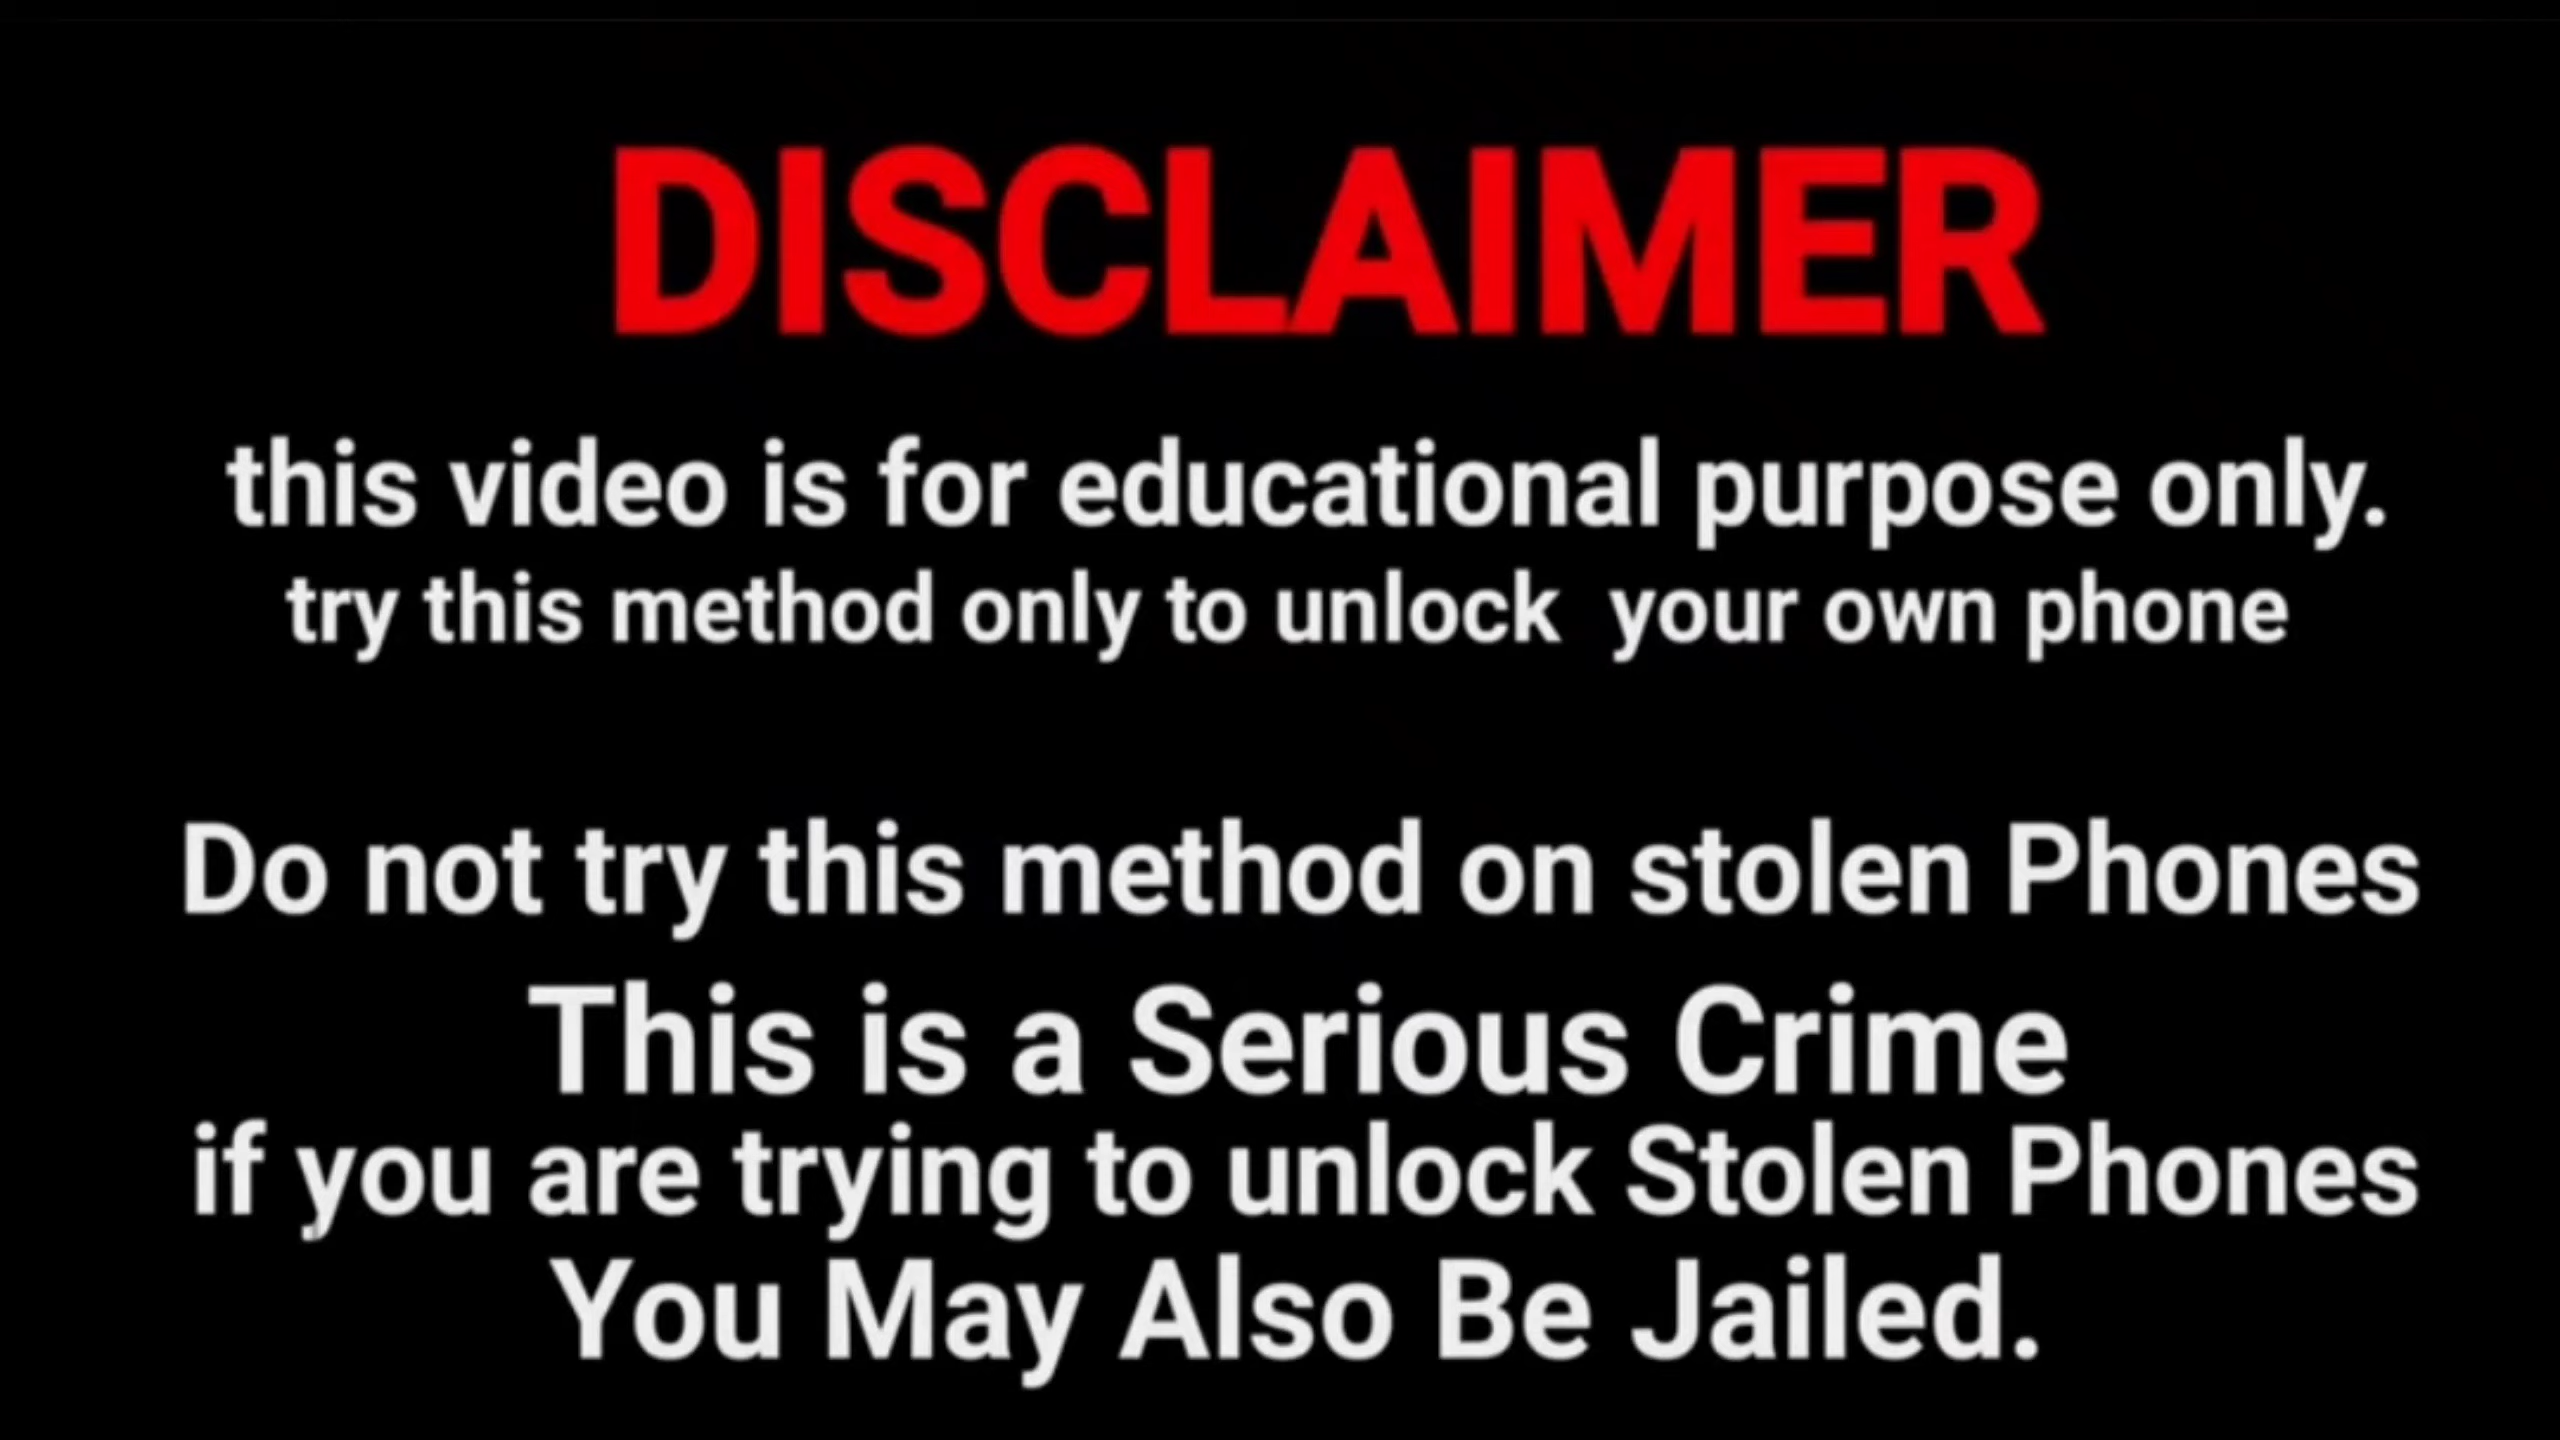 DISCLAIMER
this video is for educational purpose only.
try this method only to unlock your own phone
Do not try this method on stolen Phones
This is a Serious Crime
if you are trying to unlock Stolen Phones
You May Also Be Jailed.